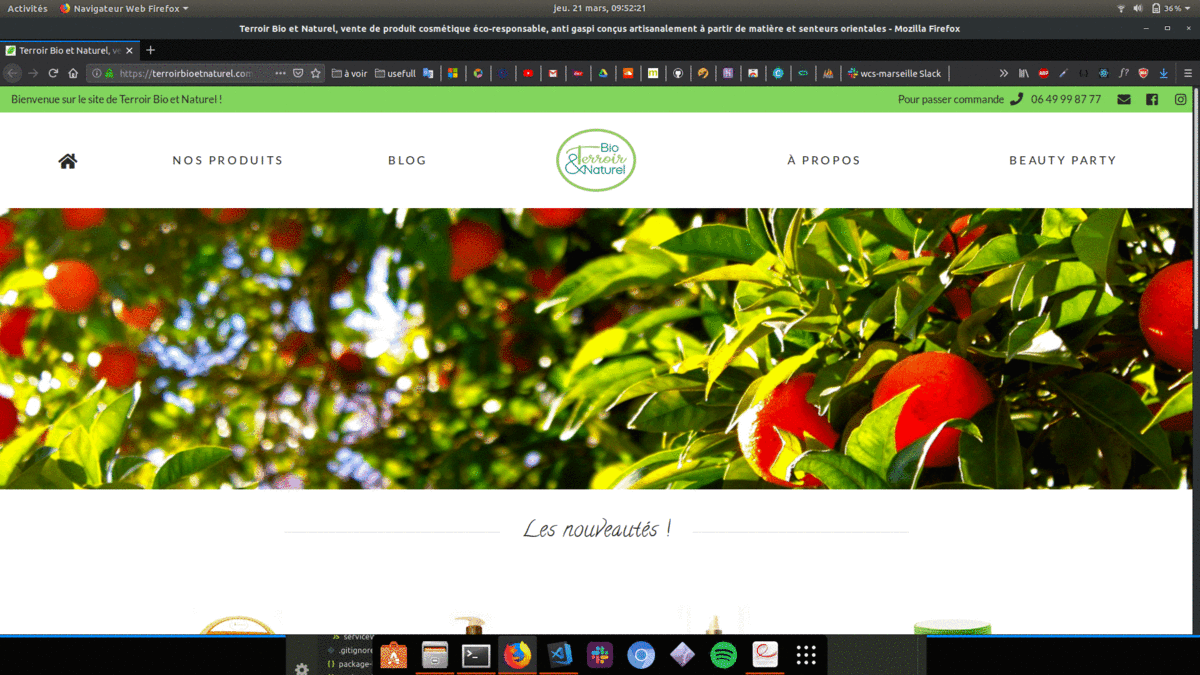 Activités
Navigateur Web Firefox
jeu. 21 mars, 09:52:21
36 %
Terroir Bio et Naturel, vente de produit cosmétique éco-responsable, anti gaspi conçus artisanalement à partir de matière et senteurs orientales - Mozilla Firefox
Terroir Bio et Naturel, v
https://terroirbioetnaturel.com
à voir
usefull
wcs-marseille Slack
Bienvenue sur le site de Terroir Bio et Naturel !
Pour passer commande 06 49 99 87 77
NOS PRODUITS
BLOG
Bio
Terroir
& Naturel
À PROPOS
BEAUTY PARTY
Les nouveautés !
.gitignore